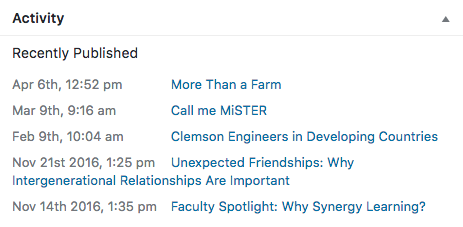 Activity
Recently Published
Apr 6th, 12:52 pm More Than a Farm
Mar 9th, 9:16 am Call me MiSTER
Feb 9th, 10:04 am Clemson Engineers in Developing Countries
Nov 21st 2016, 1:25 pm Unexpected Friendships: Why
Intergenerational Relationships Are Important
Nov 14th 2016, 1:35 pm Faculty Spotlight: Why Synergy Learning?